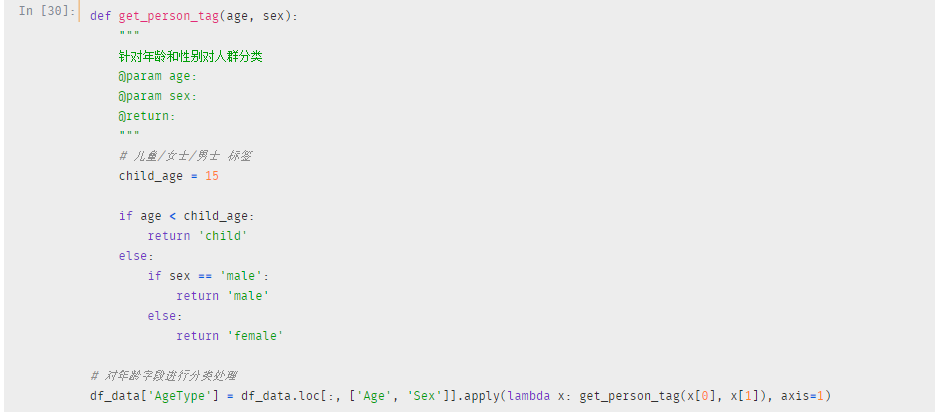 In [30]:
def get_person_tag(age, sex):
    """
    针对年龄和性别对人群分类
    @param age:
    @param sex:
    @return:
    """
    # 儿童/女士/男士 标签
    child_age = 15

    if age < child_age:
        return 'child'
    else:
        if sex == 'male':
            return 'male'
        else:
            return 'female'

# 对年龄字段进行分类处理
df_data['AgeType'] = df_data.loc[:, ['Age', 'Sex']].apply(lambda x: get_person_tag(x[0], x[1]), axis=1)